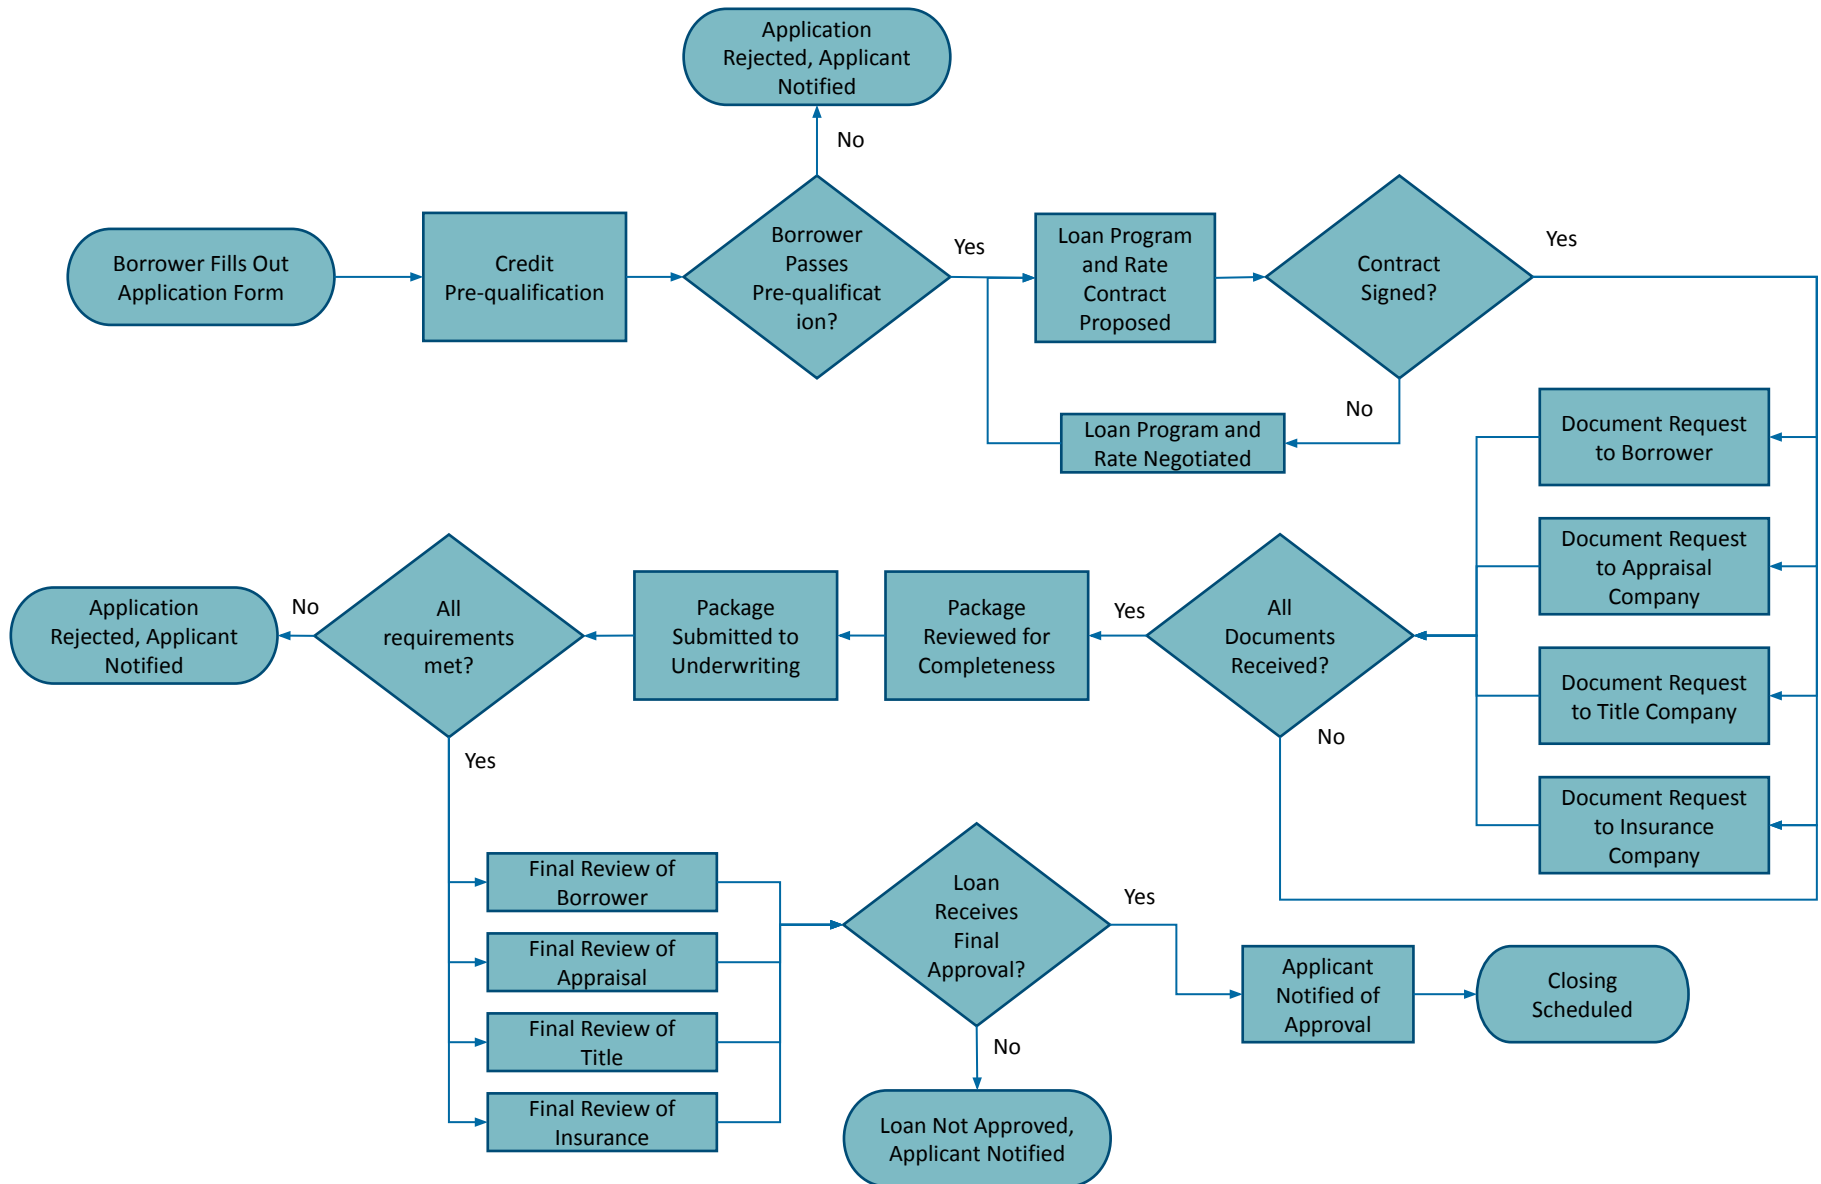 Application
Rejected, Applicant
Notified
No
Borrower Fills Out
Application Form
Credit
Pre-qualification
Borrower
Passes
Pre-qualificat
ion?
Yes
Loan Program
and Rate
Contract
Proposed
Contract
Signed?
Yes
No
Loan Program and
Rate Negotiated
Document Request
to Borrower
Document Request
to Appraisal
Company
Document Request
to Title Company
Document Request
to Insurance
Company
All
Documents
Received?
No
Yes
Package
Reviewed for
Completeness
Package
Submitted to
Underwriting
All
requirements
met?
No
Application
Rejected, Applicant
Notified
Yes
Final Review of
Borrower
Final Review of
Appraisal
Final Review of
Title
Final Review of
Insurance
Loan
Receives
Final
Approval?
Yes
Applicant
Notified of
Approval
Closing
Scheduled
No
Loan Not Approved,
Applicant Notified